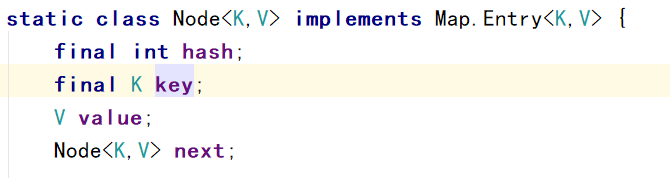 static class Node<K,V> implements Map.Entry<K,V> {
final int hash;
final K key;
V value;
Node<K,V> next;